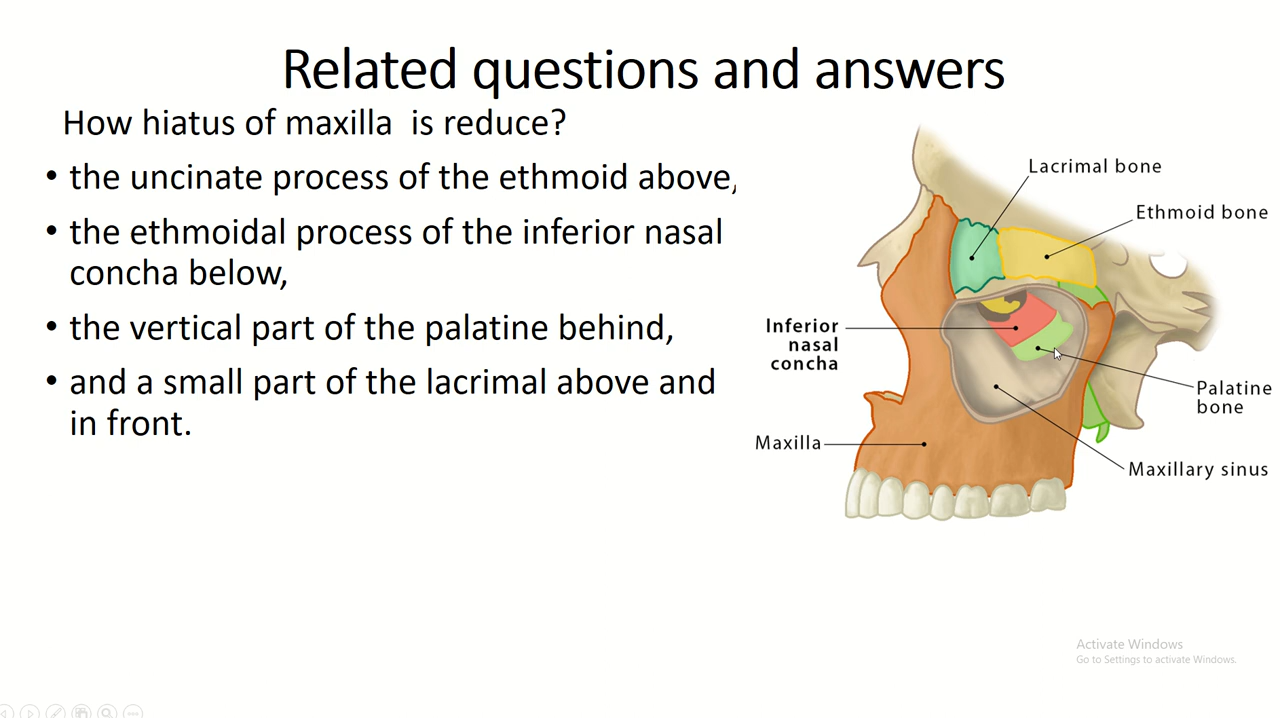 Related questions and answers
How hiatus of maxilla is reduce?
• the uncinate process of the ethmoid above,
• the ethmoidal process of the inferior nasal
concha below,
• the vertical part of the palatine behind,
• and a small part of the lacrimal above and
in front.
Lacrimal bone
Ethmoid bone
Inferior
nasal
concha
Palatine
bone
Maxilla
Maxillary sinus
Activate Windows
Go to Settings to activate Windows.